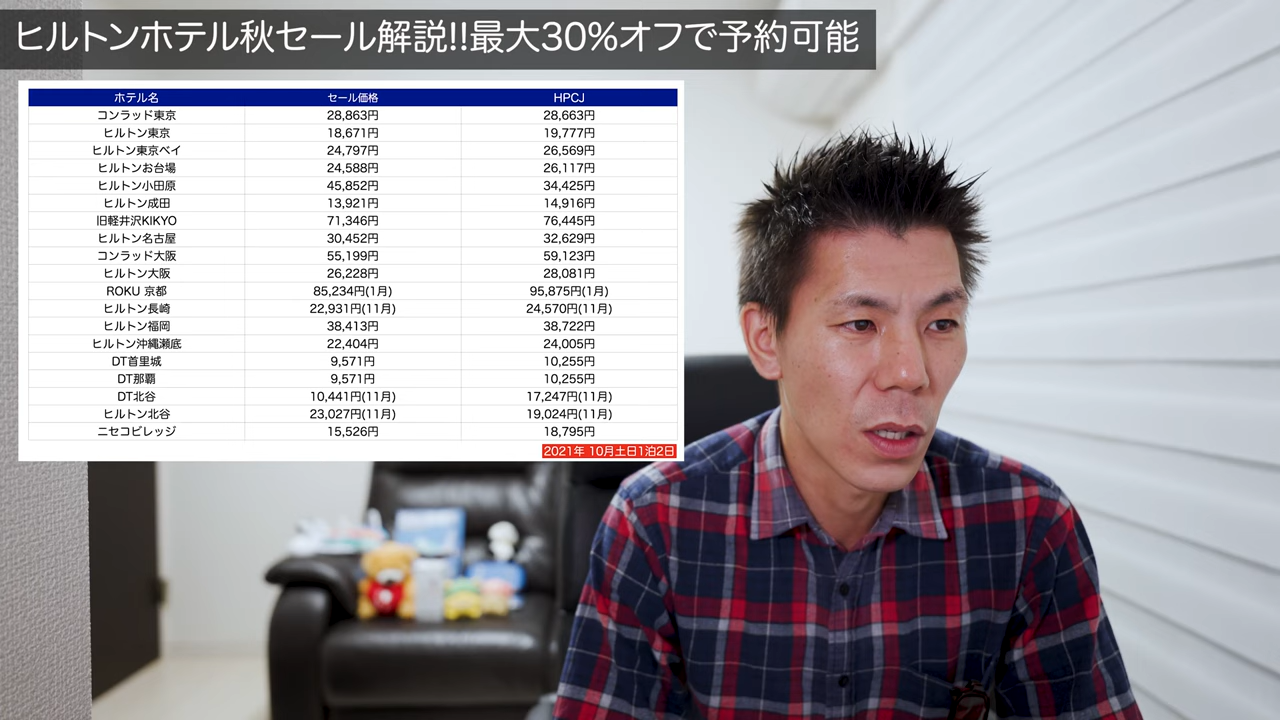 ヒルトンホテル秋セール解説!!最大30%オフで予約可能
ホテル名 セール価格 HPCJ
コンラッド東京 28,863円 28,663円
ヒルトン東京 18,671円 19,777円
ヒルトン東京ベイ 24,797円 26,569円
ヒルトンお台場 24,588円 26,117円
ヒルトン小田原 45,852円 34,425円
ヒルトン成田 13,921円 14,916円
旧軽井沢KIKYO 71,346円 76,445円
ヒルトン名古屋 30,452円 32,629円
コンラッド大阪 55,199円 59,123円
ヒルトン大阪 26,228円 28,081円
ROKU 京都 85,234円(1月) 95,875円(1月)
ヒルトン長崎 22,931円(11月) 24,570円(11月)
ヒルトン福岡 38,413円 38,722円
ヒルトン沖縄瀬底 22,404円 24,005円
DT首里城 9,571円 10,255円
DT那覇 9,571円 10,255円
DT北谷 10,441円(11月) 17,247円(11月)
ヒルトン北谷 23,027円(11月) 19,024円(11月)
ニセコビレッジ 15,526円 18,795円
2021年 10月土日1泊2日